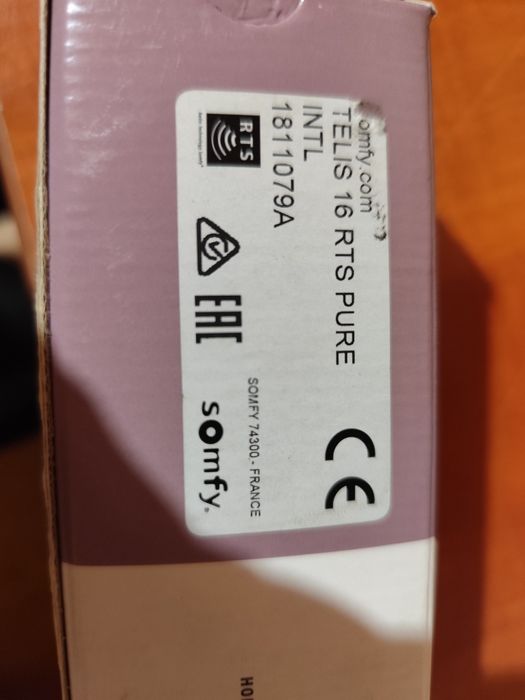 somfy.com
TELIS 16 RTS PURE
INTL
1811079A
RTS
EAC
CE
SOMFY 74300 - FRANCE
somfy®